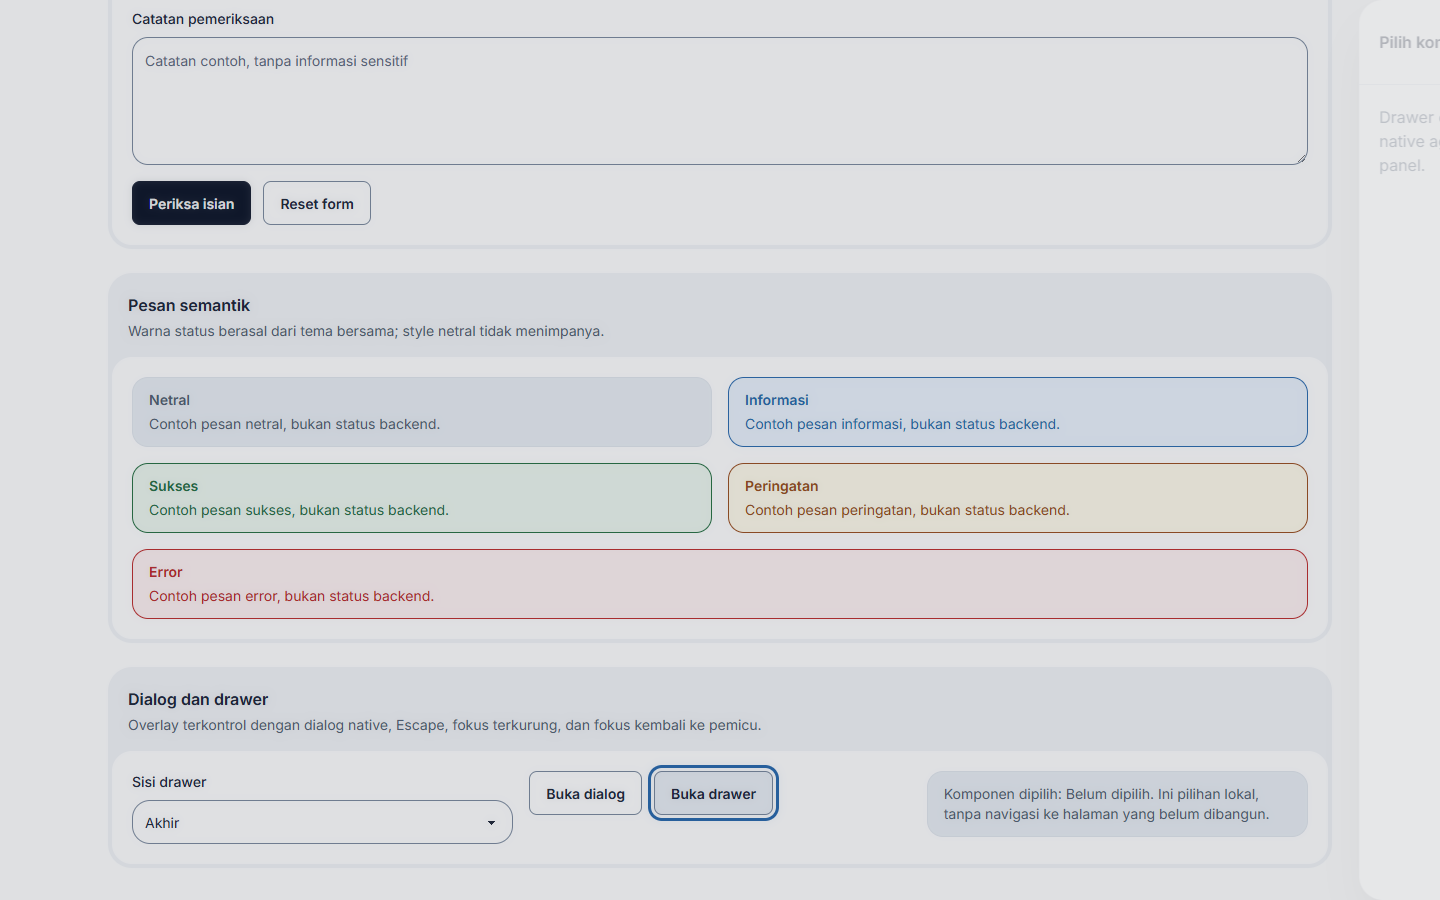 Catatan pemeriksaan
Catatan contoh, tanpa informasi sensitif
Periksa isian
Reset form
Pesan semantik
Warna status berasal dari tema bersama; style netral tidak menimpanya.
Netral
Contoh pesan netral, bukan status backend.
Informasi
Contoh pesan informasi, bukan status backend.
Sukses
Contoh pesan sukses, bukan status backend.
Peringatan
Contoh pesan peringatan, bukan status backend.
Error
Contoh pesan error, bukan status backend.
Dialog dan drawer
Overlay terkontrol dengan dialog native, Escape, fokus terkurung, dan fokus kembali ke pemicu.
Sisi drawer
Akhir
Buka dialog
Buka drawer
Komponen dipilih: Belum dipilih. Ini pilihan lokal,
tanpa navigasi ke halaman yang belum dibangun.
Pilih
Drawer
native
panel.